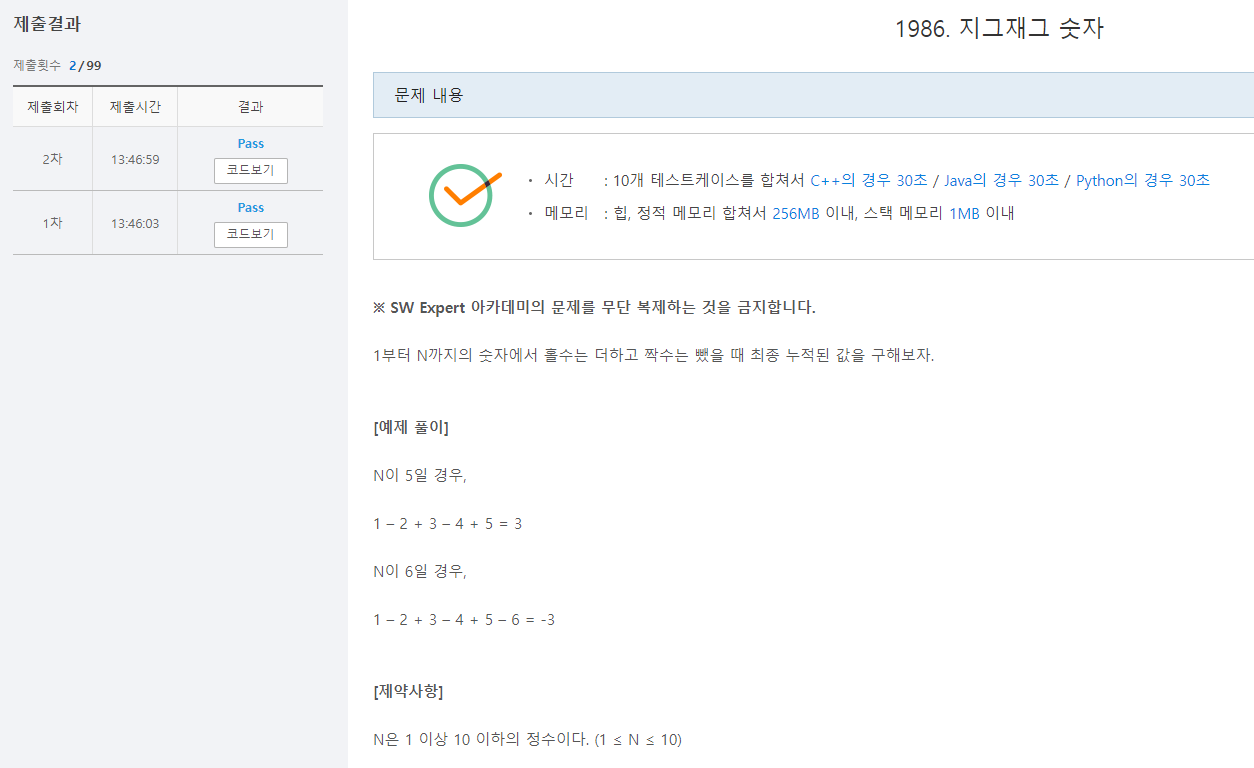 제출결과
제출횟수 2 / 99
제출회차 제출시간 결과
2차 13:46:59 Pass
코드보기
1차 13:46:03 Pass
코드보기
1986. 지그재그 숫자
문제 내용
· 시간 : 10개 테스트케이스를 합쳐서 C++의 경우 30초 / Java의 경우 30초 / Python의 경우 30초
· 메모리 : 힙, 정적 메모리 합쳐서 256MB 이내, 스택 메모리 1MB 이내
※ SW Expert 아카데미의 문제를 무단 복제하는 것을 금지합니다.
1부터 N까지의 숫자에서 홀수는 더하고 짝수는 뺐을 때 최종 누적된 값을 구해보자.
[예제 풀이]
N이 5일 경우,
1 – 2 + 3 – 4 + 5 = 3
N이 6일 경우,
1 – 2 + 3 – 4 + 5 – 6 = -3
[제약사항]
N은 1 이상 10 이하의 정수이다. (1 ≤ N ≤ 10)